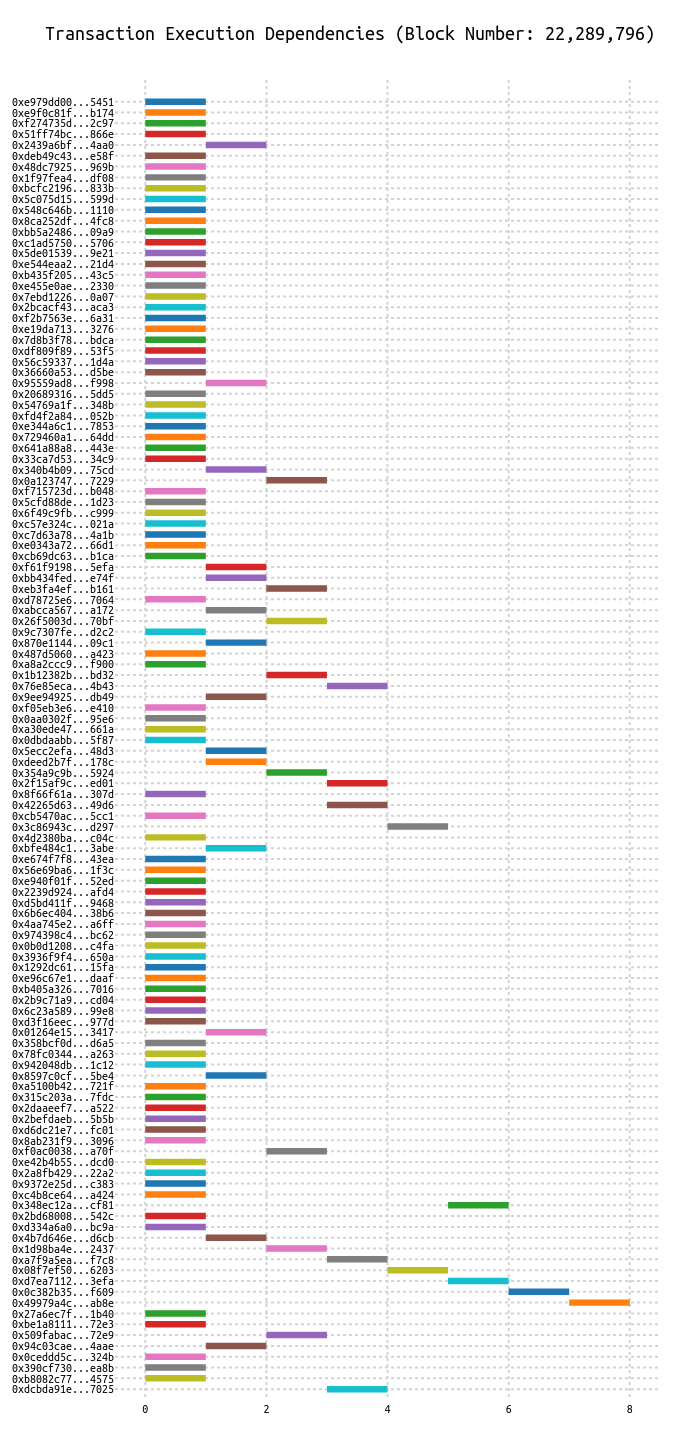 Transaction Execution Dependencies (Block Number: 22,289,796)
0xe979dd00...5451
0xe9f0c81f...b174
0xf274735d...2c97
0x51ff74bc...866e
0x2439a6bf...4aa0
0xdeb49c43...e58f
0x48dc7925...969b
0x1f97fea4...df08
0xbcfc2196...833b
0x5c075d15...599d
0x548c646b...1110
0x8ca252df...4fc8
0xbb5a2486...09a9
0xc1ad5750...5706
0x5de01539...9e21
0xe544eaa2...21d4
0xb435f205...43c5
0xe455e0ae...2330
0x7ebd1226...0a07
0x2bcacf43...aca3
0xf2b7563e...6a31
0xe19da713...3276
0x7d8b3f78...bdca
0xdf809f89...53f5
0x56c59337...1d4a
0x36660a53...d5be
0x95559ad8...f998
0x20689316...5dd5
0x54769a1f...348b
0xfd4f2a84...052b
0xe344a6c1...7853
0x729460a1...64dd
0x641a88a8...443e
0x33ca7d53...34c9
0x340b4b09...75cd
0x0a123747...7229
0xf715723d...b048
0x5cfd88de...1d23
0x6f49c9fb...c999
0xc57e324c...021a
0xc7d63a78...4a1b
0xe0343a72...66d1
0xcb69dc63...b1ca
0xf61f9198...5efa
0xbb434fed...e74f
0xeb3fa4ef...b161
0xd78725e6...7064
0xabcca567...a172
0x26f5003d...70bf
0x9c7307fe...d2c2
0x870e1144...09c1
0x487d5060...a423
0xa8a2ccc9...f900
0x1b12382b...bd32
0x76e85eca...4b43
0x9ee94925...db49
0xf05eb3e6...e410
0x0aa0302f...95e6
0xa30ede47...661a
0x0dbdaabb...5f87
0x5ecc2efa...48d3
0xdeed2b7f...178c
0x354a9c9b...5924
0x2f15af9c...ed01
0x8f66f61a...307d
0x42265d63...49d6
0xcb5470ac...5cc1
0x3c86943c...d297
0x4d2380ba...c04c
0xbfe484c1...3abe
0xe674f7f8...43ea
0x56e69ba6...1f3c
0xe940f01f...52ed
0x2239d924...afd4
0xd5bd411f...9468
0x6b6ec404...38b6
0x4aa745e2...a6ff
0x974398c4...bc62
0x0b0d1208...c4fa
0x3936f9f4...650a
0x1292dc61...15fa
0xe96c67e1...daaf
0xb405a326...7016
0x2b9c71a9...cd04
0x6c23a589...99e8
0xd3f16eec...977d
0x01264e15...3417
0x358bcf0d...d6a5
0x78fc0344...a263
0x942048db...1c12
0x8597c0cf...5be4
0xa5100b42...721f
0x315c203a...7fdc
0x2daaeef7...a522
0x2befdaeb...5b5b
0xd6dc21e7...fc01
0x8ab231f9...3096
0xf0ac0038...a70f
0xe42b4b55...dcd0
0x2a8fb429...22a2
0x9372e25d...c383
0xc4b8ce64...a424
0x348ec12a...cf81
0x2bd68008...542c
0xd334a6a0...bc9a
0x4b7d646e...d6cb
0x1d98ba4e...2437
0xa7f9a5ea...f7c8
0x08f7ef50...6203
0xd7ea7112...3efa
0x0c382b35...f609
0x49979a4c...ab8e
0x27a6ec7f...1b40
0xbe1a8111...72e3
0x509fabac...72e9
0x94c03cae...4aae
0x0ceddd5c...324b
0x390cf730...ea8b
0xb8082c77...4575
0xdcbda91e...7025
0 2 4 6 8